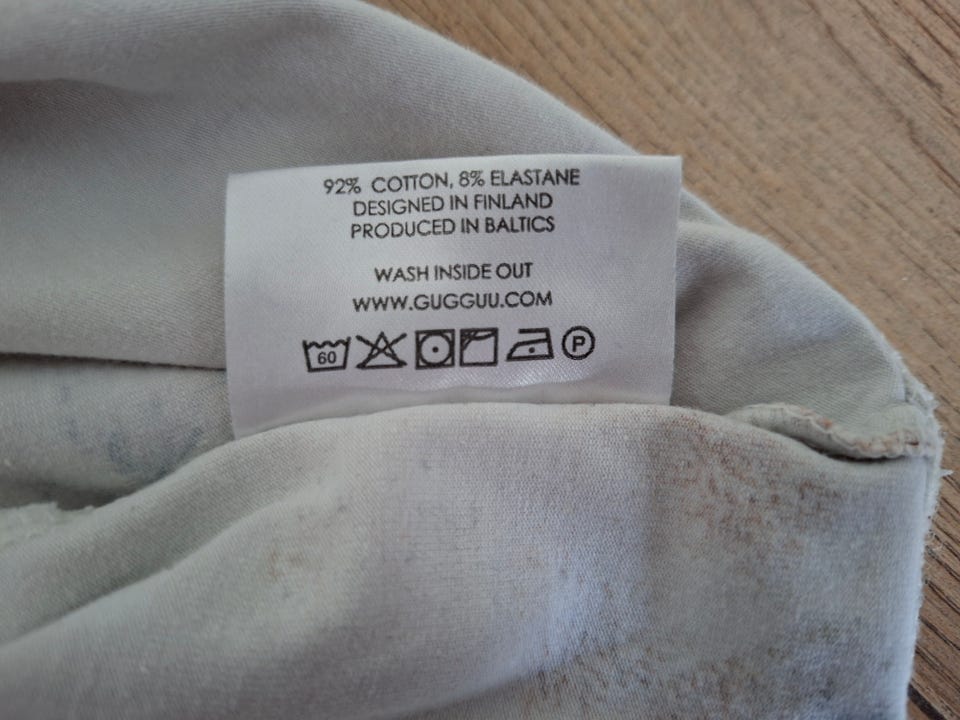 92% COTTON, 8% ELASTANE
DESIGNED IN FINLAND
PRODUCED IN BALTICS
WASH INSIDE OUT
WWW.GUGGUU.COM
60 P